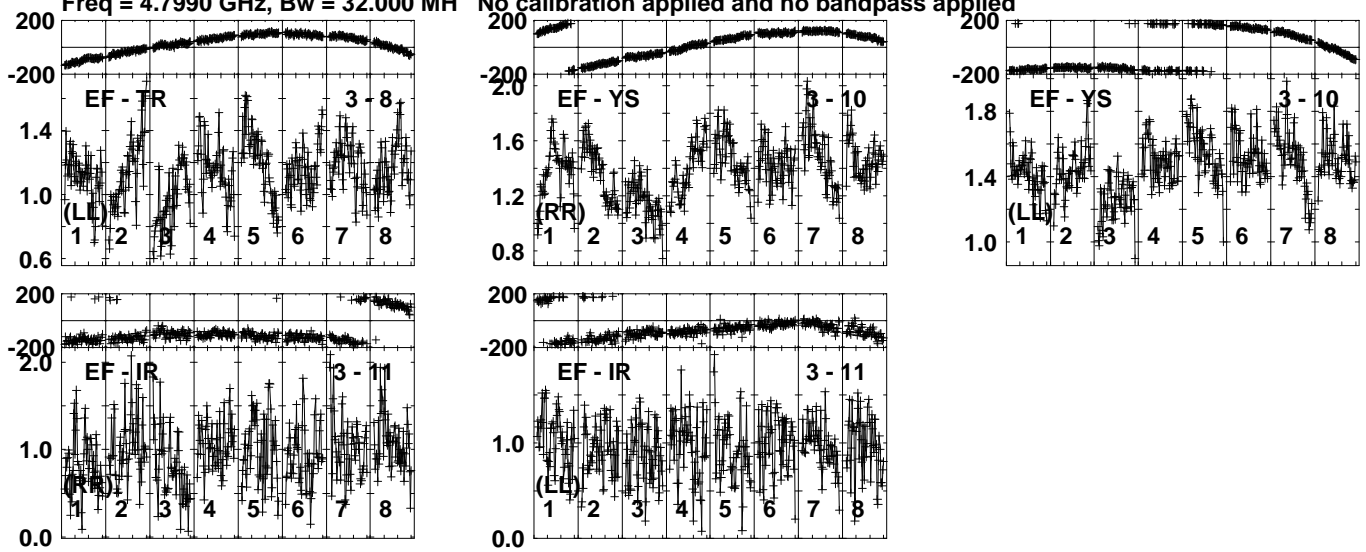 Freq = 4.7990 GHz, Bw = 32.000 MH No calibration applied and no bandpass applied
200
-200
EF - TR
3 - 8
1.4
1.0
0.6
(LL)
1 2 3 4 5 6 7 8
200
-200
2.0
EF - YS
3 - 10
1.6
1.2
0.8
(RR)
1 2 3 4 5 6 7 8
200
-200
EF - YS
3 - 10
1.8
1.4
1.0
(LL)
1 2 3 4 5 6 7 8
200
-200
2.0
EF - IR
3 - 11
1.0
0.0
(RR)
1 2 3 4 5 6 7 8
200
-200
EF - IR
3 - 11
1.0
0.0
(LL)
1 2 3 4 5 6 7 8